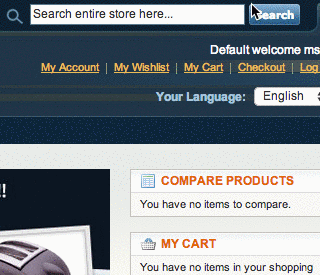 Search entire store here...
Search
Default welcome ms
My Account | My Wishlist | My Cart | Checkout | Log
Your Language: English
!!
COMPARE PRODUCTS
You have no items to compare.
MY CART
You have no items in your shopping